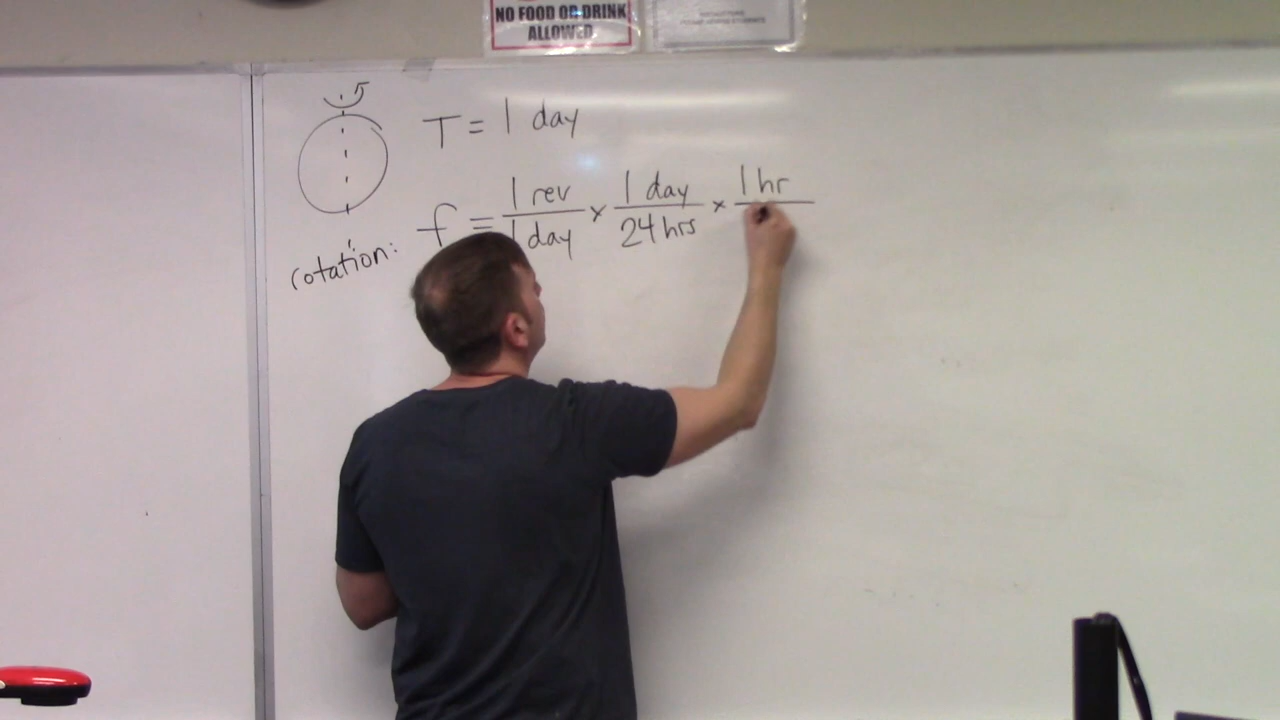 NO FOOD OR DRINK
ALLOWED
T = 1 day
f = 1 rev / 1 day × 1 day / 24 hrs × 1 hr
rotation: